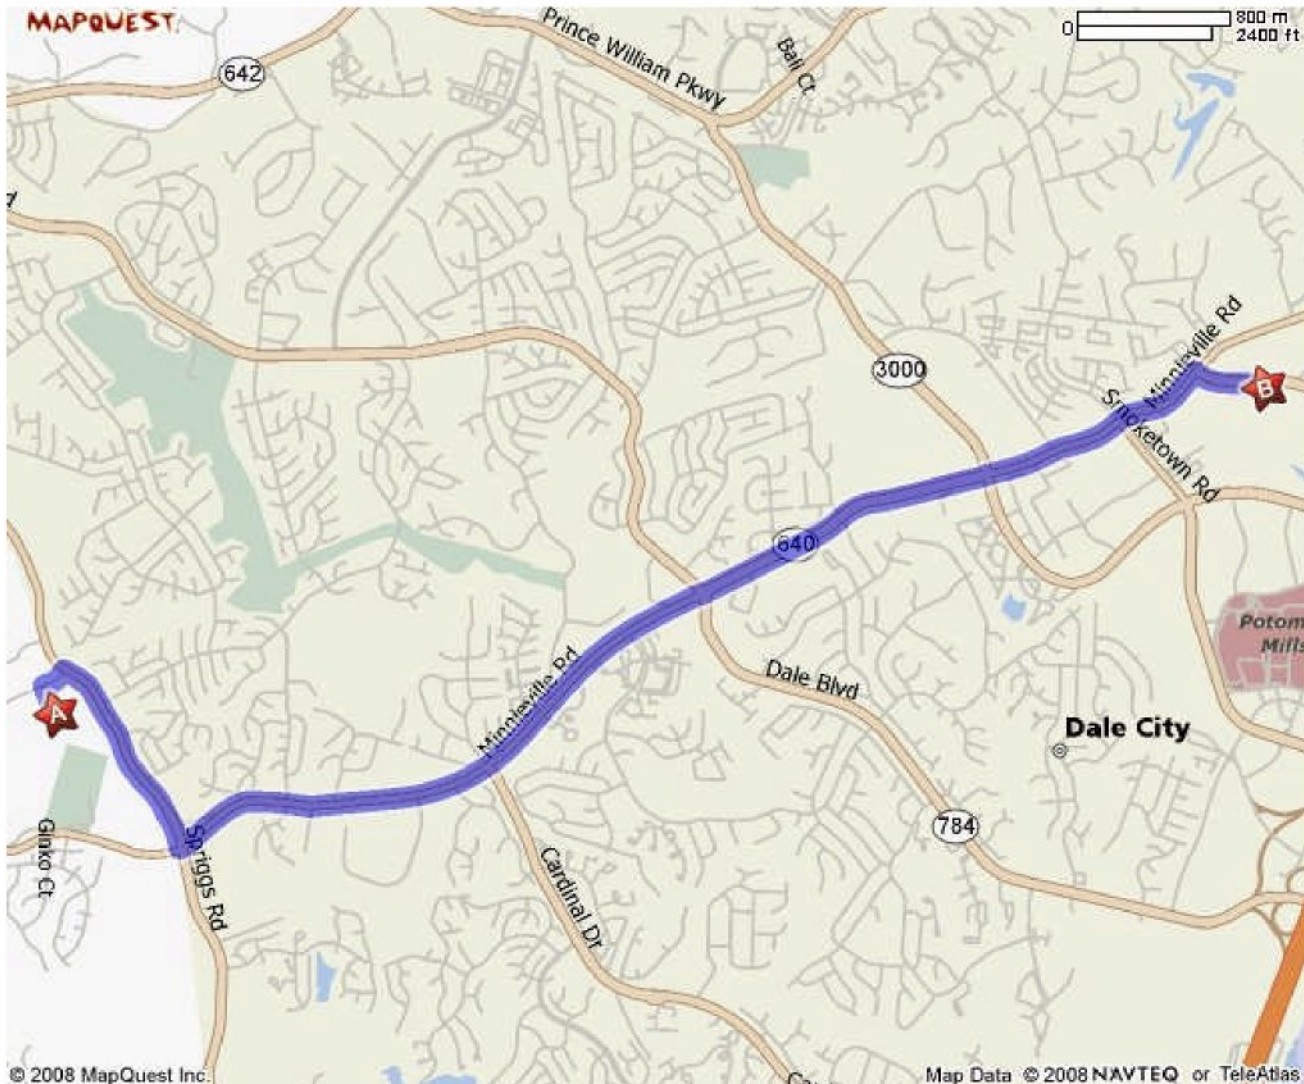 MAPQUEST.
0
800 m
2400 ft
Prince William Pkwy
Bali Ct
642
Minnieville Rd
3000
Smoketown Rd
B
640
Potom
Mills
Minnieville Rd
Dale Blvd
A
Dale City
784
Ginko Ct
Spriggs Rd
Cardinal Dr
© 2008 MapQuest Inc.
Map Data © 2008 NAVTEQ or TeleAtlas